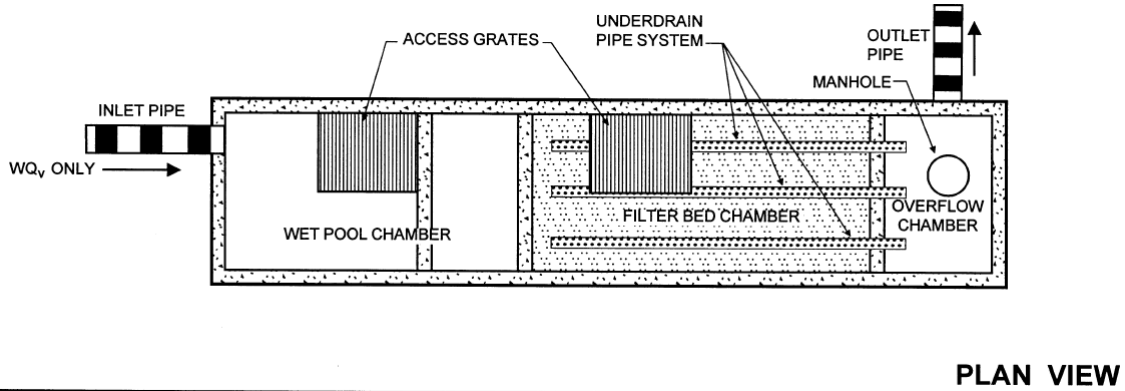 UNDERDRAIN
PIPE SYSTEM
ACCESS GRATES
OUTLET
PIPE
MANHOLE
INLET PIPE
WQv ONLY
OVERFLOW
CHAMBER
FILTER BED CHAMBER
WET POOL CHAMBER
PLAN VIEW